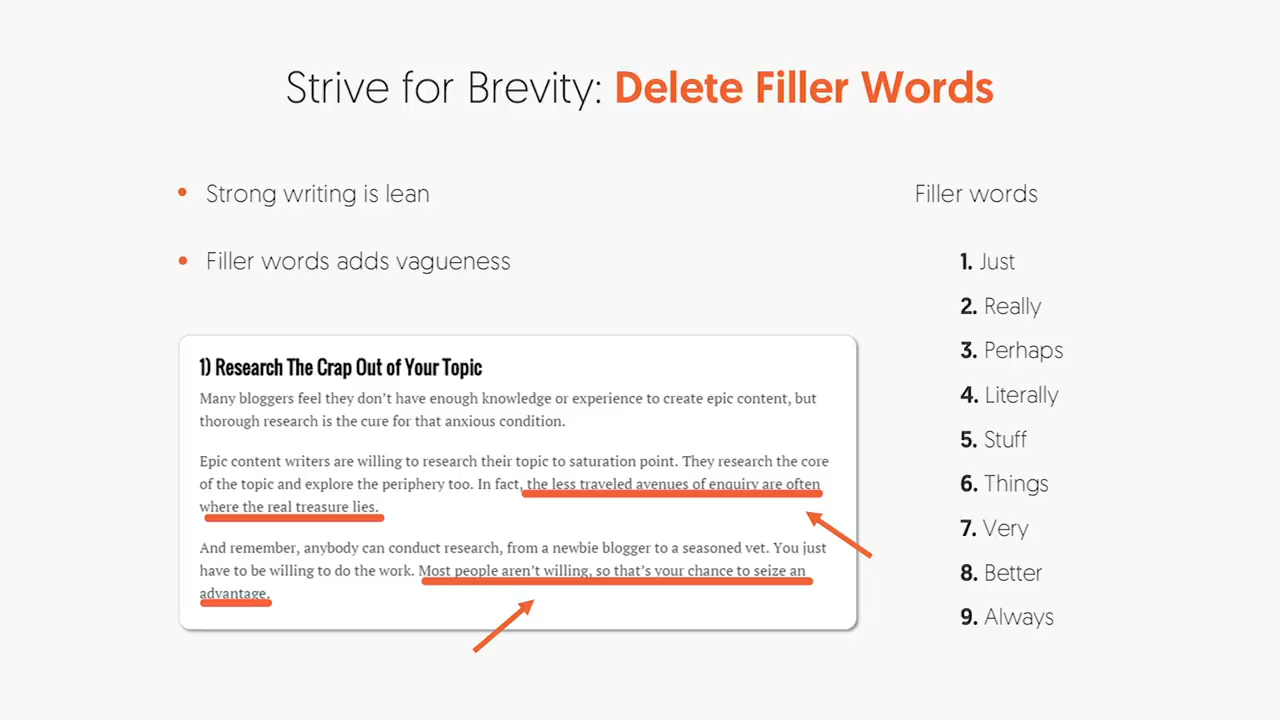 Strive for Brevity: Delete Filler Words
• Strong writing is lean
• Filler words adds vagueness
1) Research The Crap Out of Your Topic
Many bloggers feel they don't have enough knowledge or experience to create epic content, but
thorough research is the cure for that anxious condition.
Epic content writers are willing to research their topic to saturation point. They research the core
of the topic and explore the periphery too. In fact, the less traveled avenues of enquiry are often
where the real treasure lies.
And remember, anybody can conduct research, from a newbie blogger to a seasoned vet. You just
have to be willing to do the work. Most people aren't willing, so that's your chance to seize an
advantage.
Filler words
1. Just
2. Really
3. Perhaps
4. Literally
5. Stuff
6. Things
7. Very
8. Better
9. Always